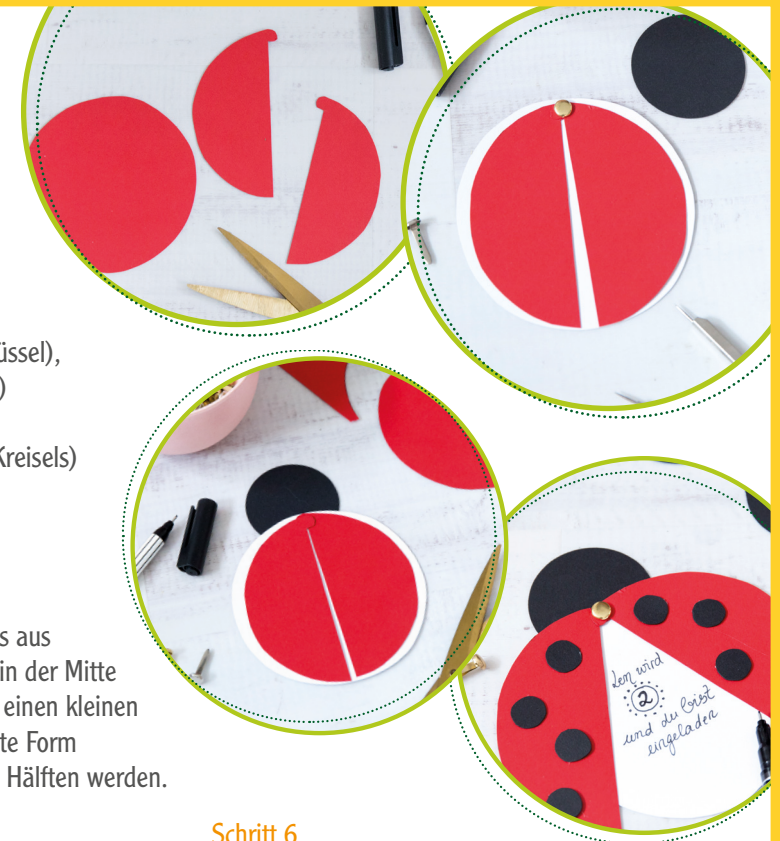 üssel),
)
Kreisels)
s aus
in der Mitte
einen kleinen
te Form
Hälften werden.
Len wird
2
und du bist
eingeladen
Schritt 6